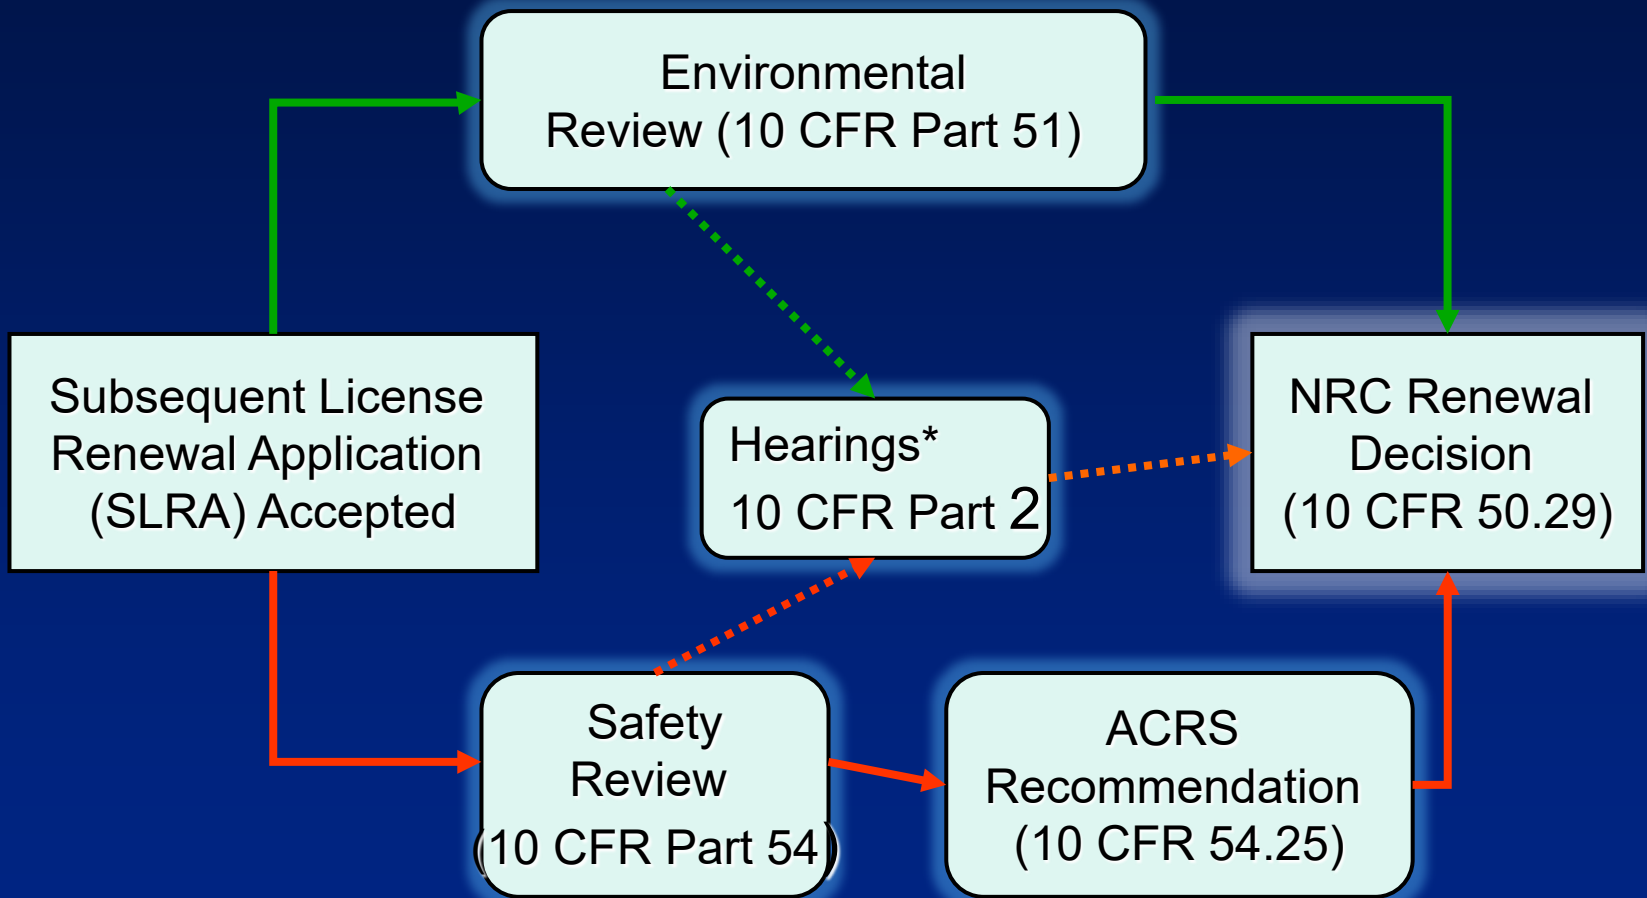 Environmental
Review (10 CFR Part 51)
Subsequent License
Renewal Application
(SLRA) Accepted
Hearings*
10 CFR Part 2
NRC Renewal
Decision
(10 CFR 50.29)
Safety
Review
(10 CFR Part 54)
ACRS
Recommendation
(10 CFR 54.25)